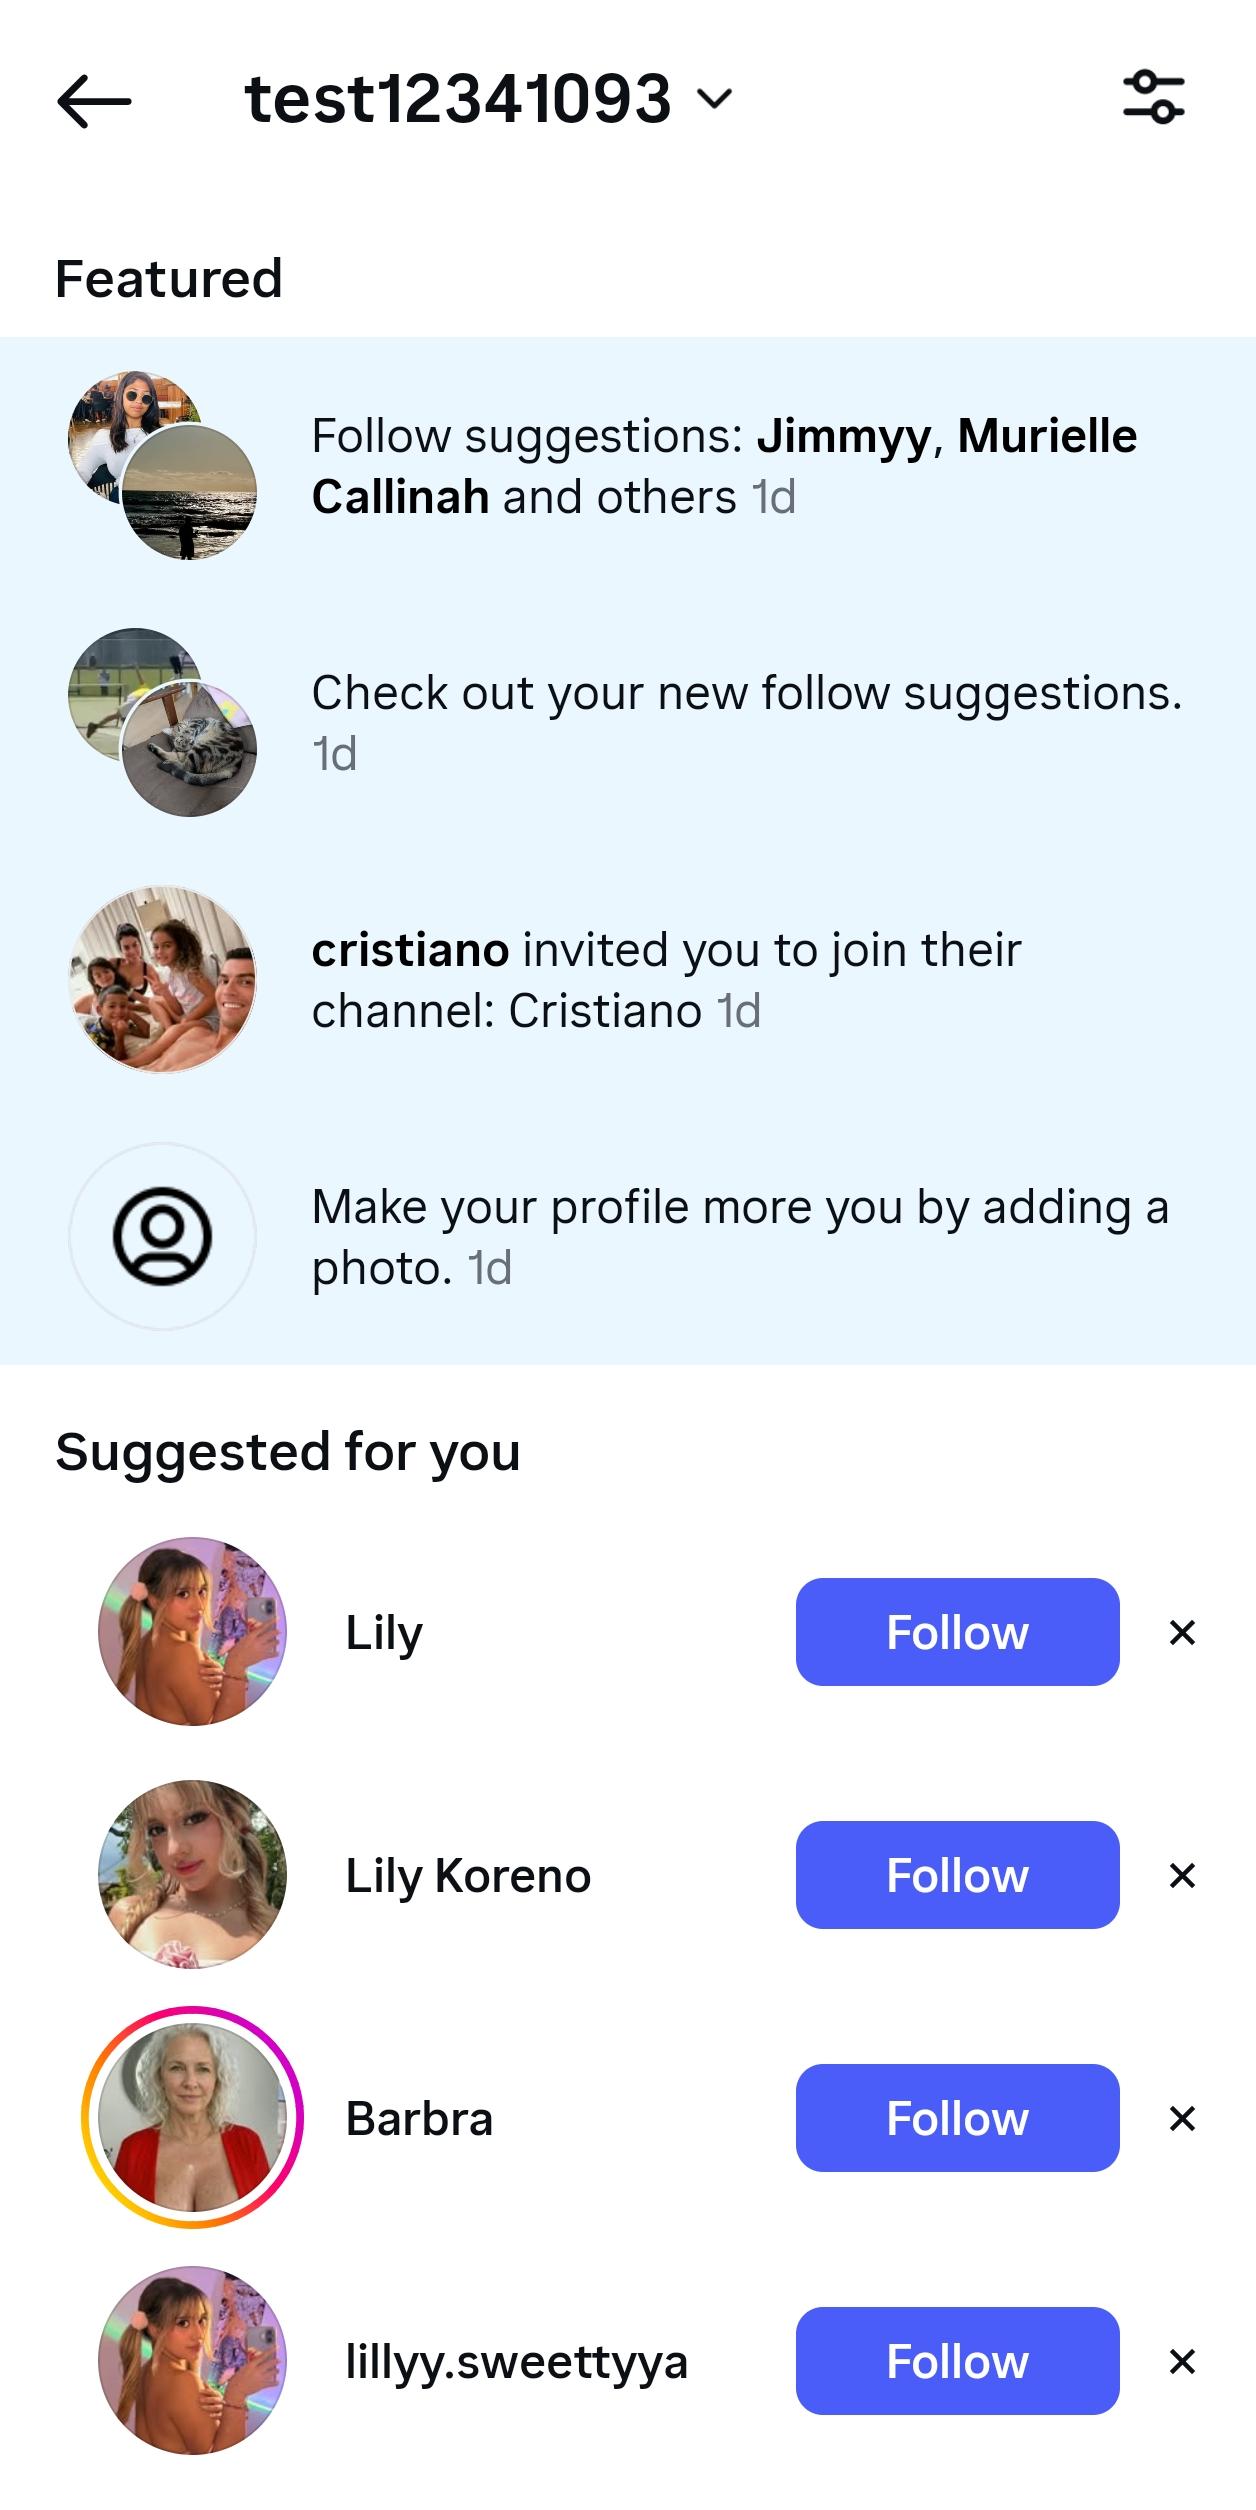 test12341093
Featured
Follow suggestions: Jimmyy, Murielle
Callinah and others 1d
Check out your new follow suggestions.
1d
cristiano invited you to join their
channel: Cristiano 1d
Make your profile more you by adding a
photo. 1d
Suggested for you
Lily Follow
Lily Koreno Follow
Barbra Follow
lillyy.sweettyya Follow